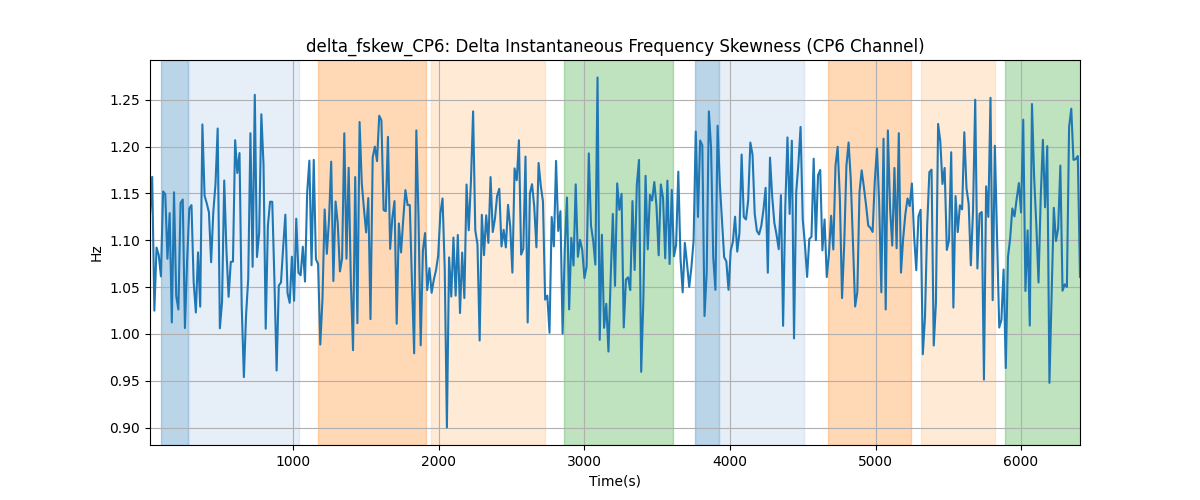 delta_fskew_CP6: Delta Instantaneous Frequency Skewness (CP6 Channel)
Hz
1.25
1.20
1.15
1.10
1.05
1.00
0.95
0.90
1000 2000 3000 4000 5000 6000
Time(s)